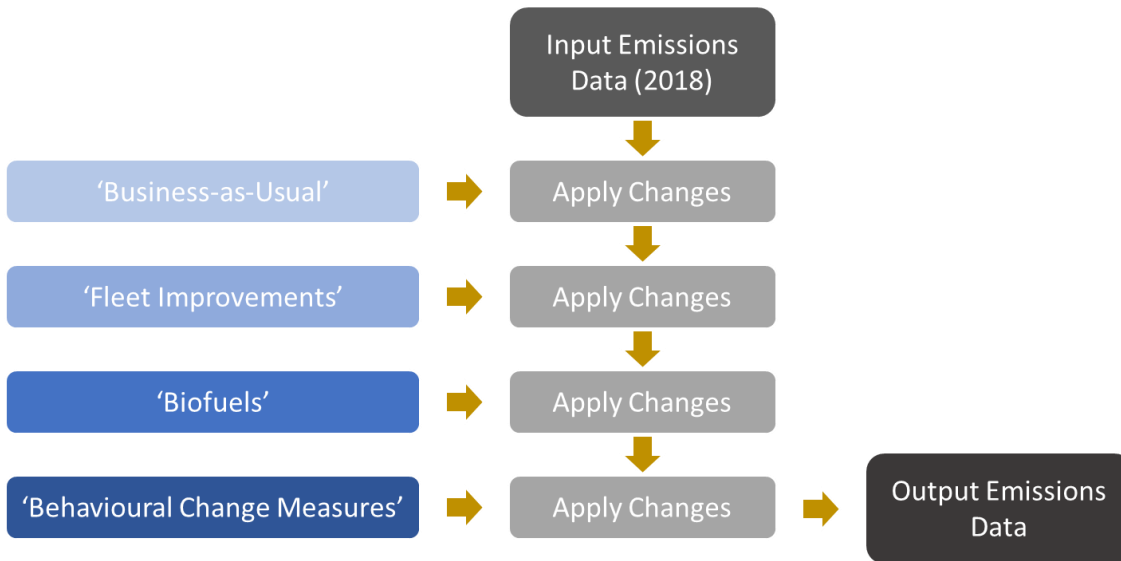 Input Emissions
Data (2018)
‘Business-as-Usual’
Apply Changes
‘Fleet Improvements’
Apply Changes
‘Biofuels’
Apply Changes
‘Behavioural Change Measures’
Apply Changes
Output Emissions
Data